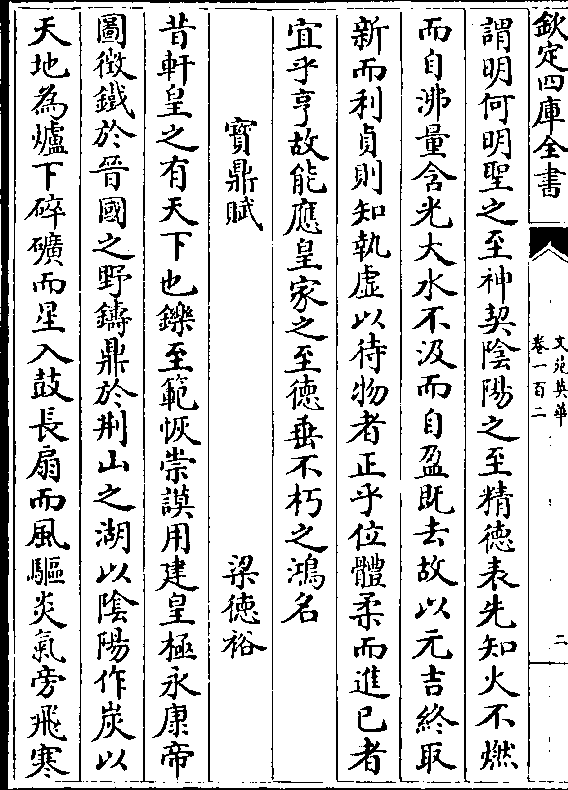 欽定四庫全書
文苑英華
卷一百二
二
謂明何明聖之至神契陰陽之至精德表先知火不燃
而自沸量含光大水不汲而自盈既去故以元吉終取
新而利貞則知執虛以待物者正乎位體柔而進已者
宜乎亨故能應皇家之至德垂不朽之鴻名
寳鼎賦
梁德裕
昔軒皇之有天下也鑠至範恢崇謨用建皇極永康帝
圖徴鐵於晉國之野鑄鼎於荆山之湖以陰陽作炭以
天地為爐下碎礦而星入鼓長扇而風驅炎氣旁飛寒